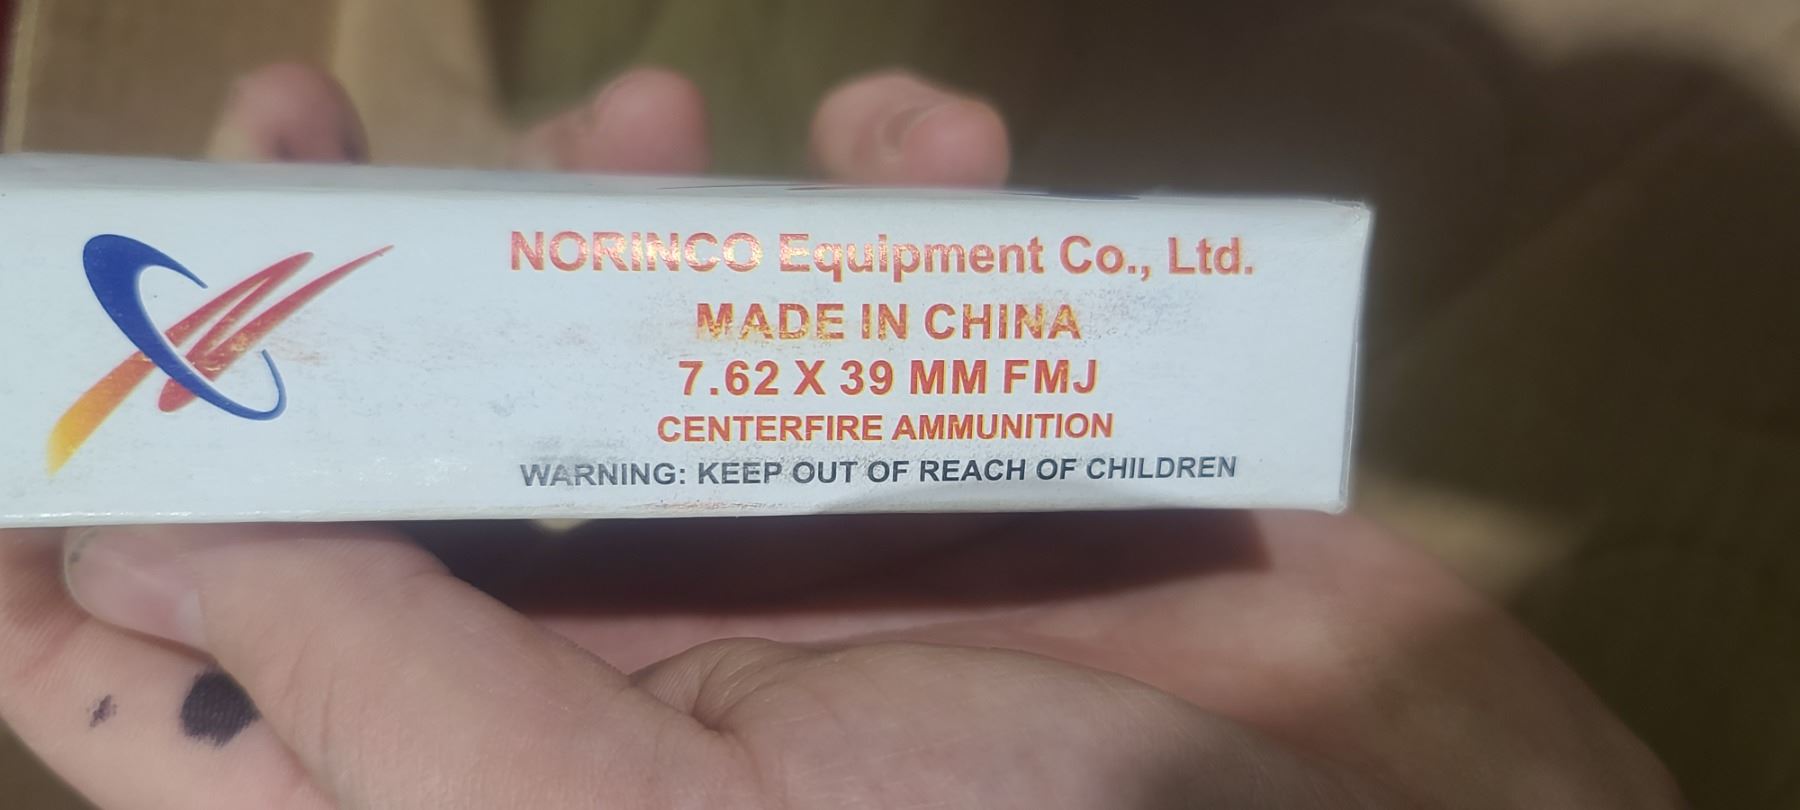 NORINCO Equipment Co., Ltd.
MADE IN CHINA
7.62 X 39 MM FMJ
CENTERFIRE AMMUNITION
WARNING: KEEP OUT OF REACH OF CHILDREN